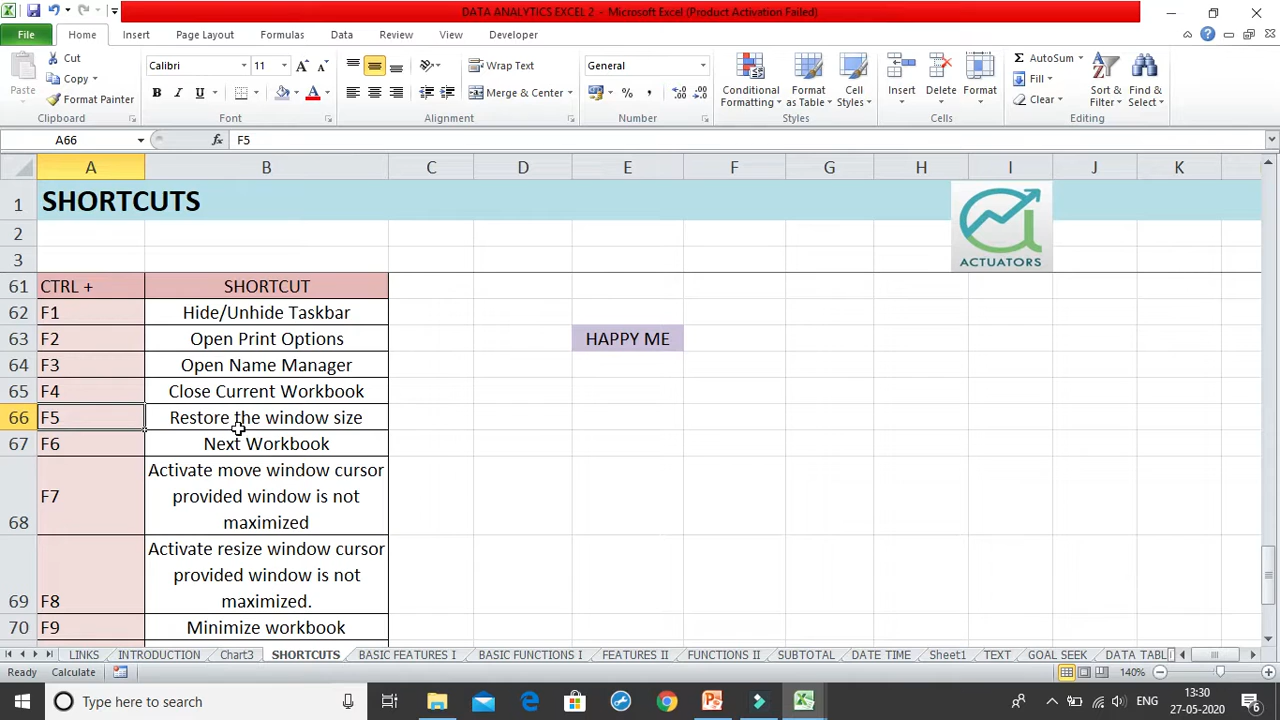 DATA ANALYTICS EXCEL 2 - Microsoft Excel (Product Activation Failed)
File Home Insert Page Layout Formulas Data Review View Developer
Paste
Cut
Copy
Format Painter
Clipboard
Calibri 11
B I U A
Font
Wrap Text
Merge & Center
Alignment
General
%
Number
Conditional Formatting
Format as Table
Cell Styles
Styles
Insert Delete Format
Cells
AutoSum
Fill
Clear
Sort & Filter
Find & Select
Editing
A66 fx F5
A B C D E F G H I J K
1 SHORTCUTS
ACTUATORS
2
3
61 CTRL + SHORTCUT
62 F1 Hide/Unhide Taskbar
63 F2 Open Print Options HAPPY ME
64 F3 Open Name Manager
65 F4 Close Current Workbook
66 F5 Restore the window size
67 F6 Next Workbook
68 F7 Activate move window cursor
provided window is not
maximized
69 F8 Activate resize window cursor
provided window is not
maximized.
70 F9 Minimize workbook
LINKS INTRODUCTION Chart3 SHORTCUTS BASIC FEATURES I BASIC FUNCTIONS I FEATURES II FUNCTIONS II SUBTOTAL DATE TIME Sheet1 TEXT GOAL SEEK DATA TABL
Ready Calculate 140%
Type here to search
ENG
13:30
27-05-2020
6